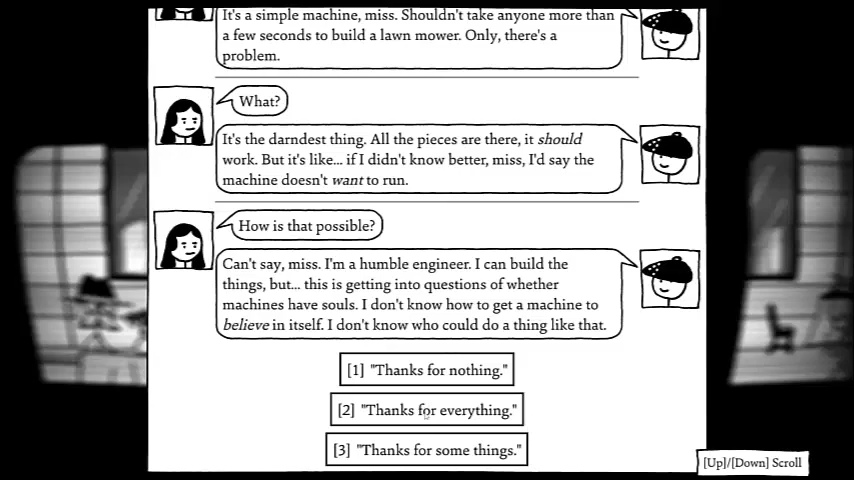 It's a simple machine, miss. Shouldn't take anyone more than
a few seconds to build a lawn mower. Only, there's a
problem.
What?
It's the darndest thing. All the pieces are there, it should
work. But it's like... if I didn't know better, miss, I'd say the
machine doesn't want to run.
How is that possible?
Can't say, miss. I'm a humble engineer. I can build the
things, but... this is getting into questions of whether
machines have souls. I don't know how to get a machine to
believe in itself. I don't know who could do a thing like that.
[1] "Thanks for nothing."
[2] "Thanks for everything."
[3] "Thanks for some things."
[Up]/[Down] Scroll